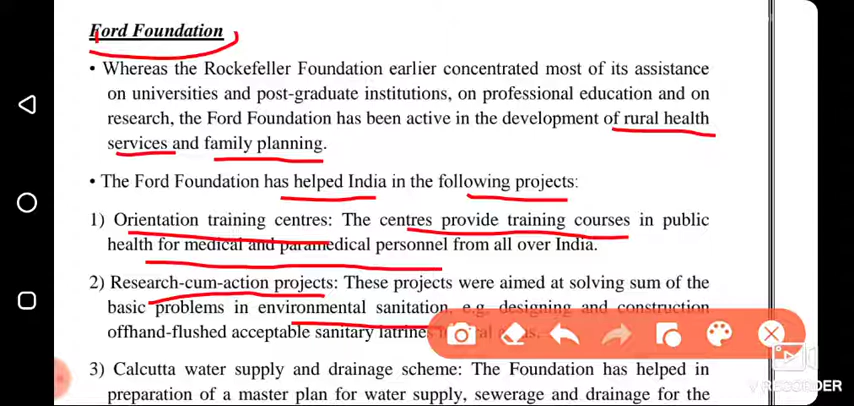 Ford Foundation
• Whereas the Rockefeller Foundation earlier concentrated most of its assistance
on universities and post-graduate institutions, on professional education and on
research, the Ford Foundation has been active in the development of rural health
services and family planning.
• The Ford Foundation has helped India in the following projects:
1) Orientation training centres: The centres provide training courses in public
health for medical and paramedical personnel from all over India.
2) Research-cum-action projects: These projects were aimed at solving sum of the
basic problems in environmental sanitation, e.g. designing and construction
offhand-flushed acceptable sanitary latrines
3) Calcutta water supply and drainage scheme: The Foundation has helped in
preparation of a master plan for water supply, sewerage and drainage for the
V RECORDER